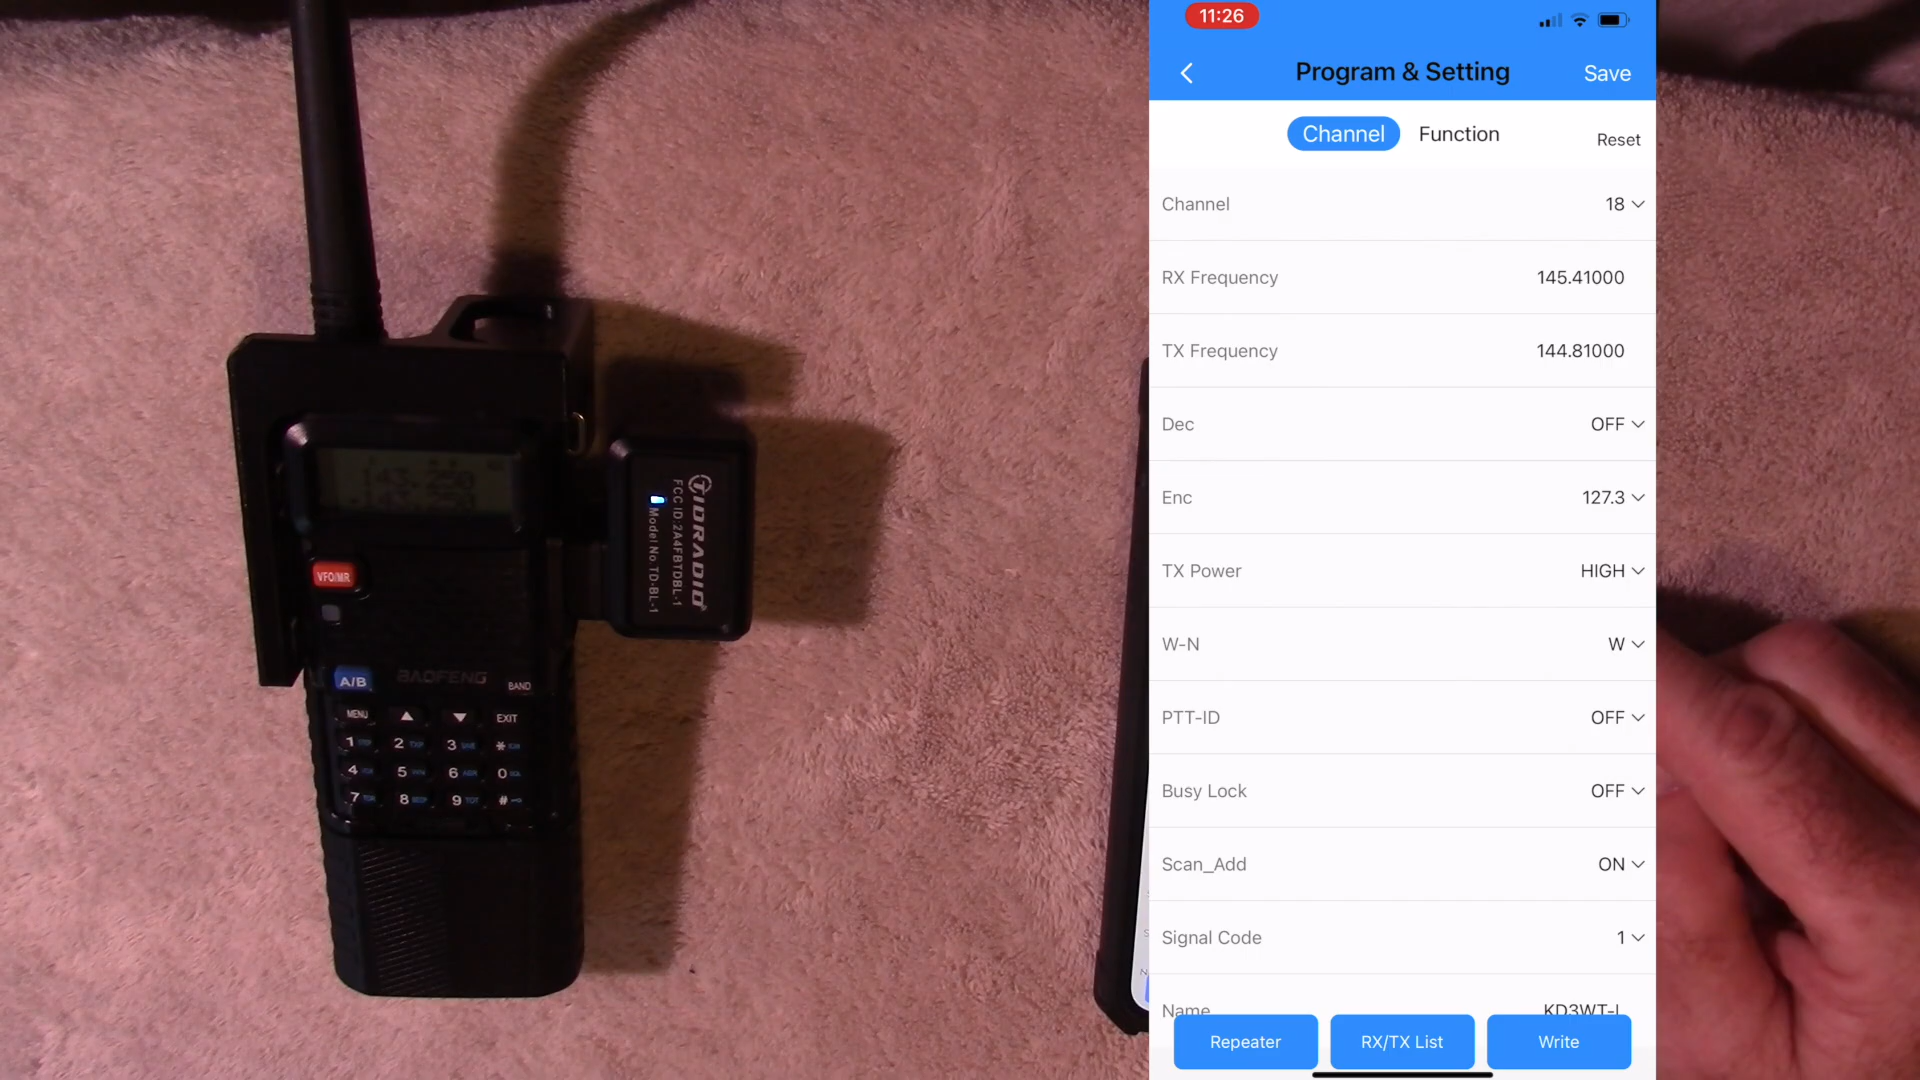 11:26
Program & Setting
Save
Channel
Function
Reset
Channel
18
RX Frequency
145.41000
TX Frequency
144.81000
Dec
OFF
Enc
127.3
TX Power
HIGH
W-N
W
PTT-ID
OFF
Busy Lock
OFF
Scan_Add
ON
Signal Code
1
Name
KD3WT-L
Repeater
RX/TX List
Write
TIDRADIO
FCC ID:2A4FBTDBL-1
Model No.TD-BL-1
VFO/MR
A/B
BAOFENG
BAND
MENU
EXIT
1
2
3
*
4
5
6
0
7
8
9 TOT
#